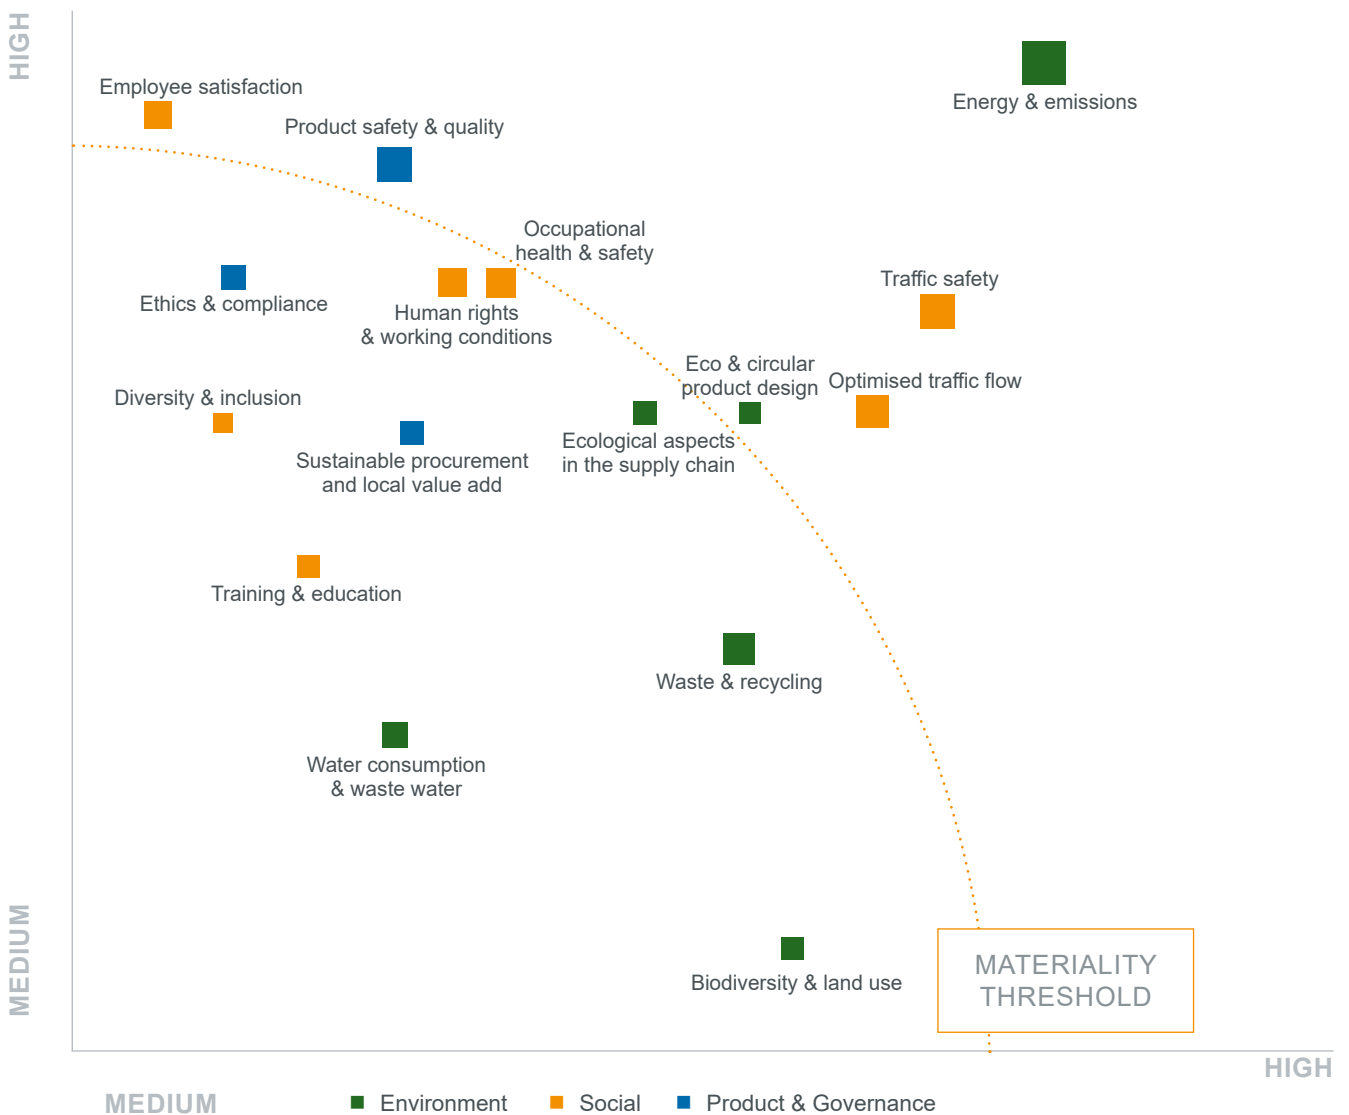 HIGH
Employee satisfaction
Energy & emissions
Product safety & quality
Occupational
health & safety
Traffic safety
Ethics & compliance
Human rights
& working conditions
Eco & circular
product design
Optimised traffic flow
Diversity & inclusion
Ecological aspects
in the supply chain
Sustainable procurement
and local value add
Training & education
Waste & recycling
Water consumption
& waste water
MEDIUM
MATERIALITY
THRESHOLD
Biodiversity & land use
HIGH
MEDIUM
Environment
Social
Product & Governance